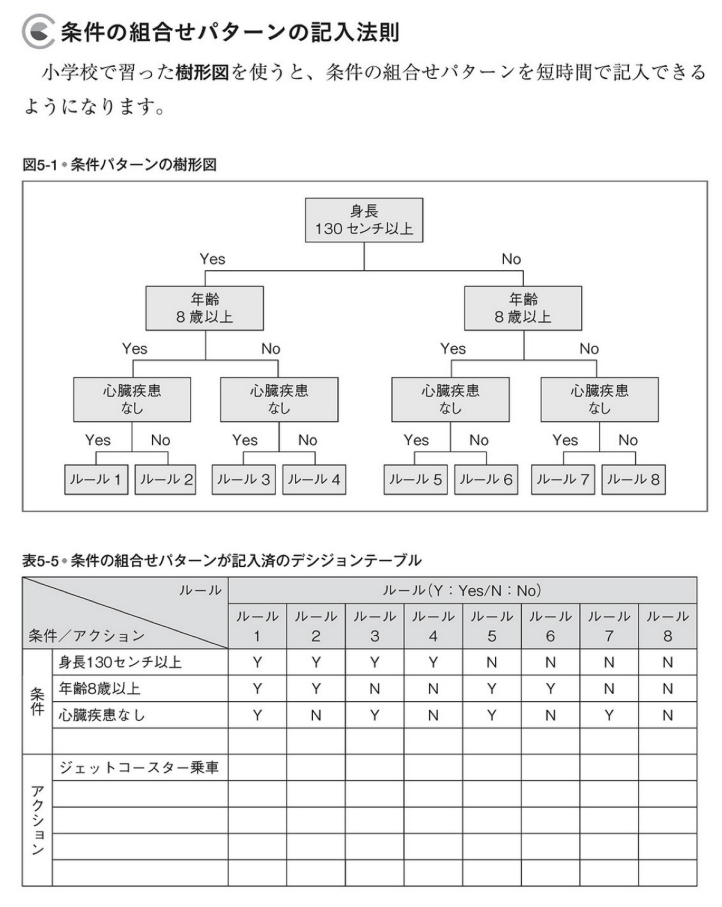 条件の組合せパターンの記入法則
小学校で習った樹形図を使うと、条件の組合せパターンを短時間で記入できる
ようになります。
図5-1•条件パターンの樹形図
身長
130センチ以上
Yes No
年齢 年齢
8歳以上 8歳以上
Yes No Yes No
心臓疾患 心臓疾患 心臓疾患 心臓疾患
なし なし なし なし
Yes No Yes No Yes No Yes No
ルール1 ルール2 ルール3 ルール4 ルール5 ルール6 ルール7 ルール8
表5-5•条件の組合せパターンが記入済のデシジョンテーブル
ルール ルール(Y:Yes/N:No)
ルール ルール ルール ルール ルール ルール ルール ルール
条件/アクション 1 2 3 4 5 6 7 8
条件
身長130センチ以上 Y Y Y Y N N N N
年齢8歳以上 Y Y N N Y Y N N
心臓疾患なし Y N Y N Y N Y N
アクション
ジェットコースター乗車